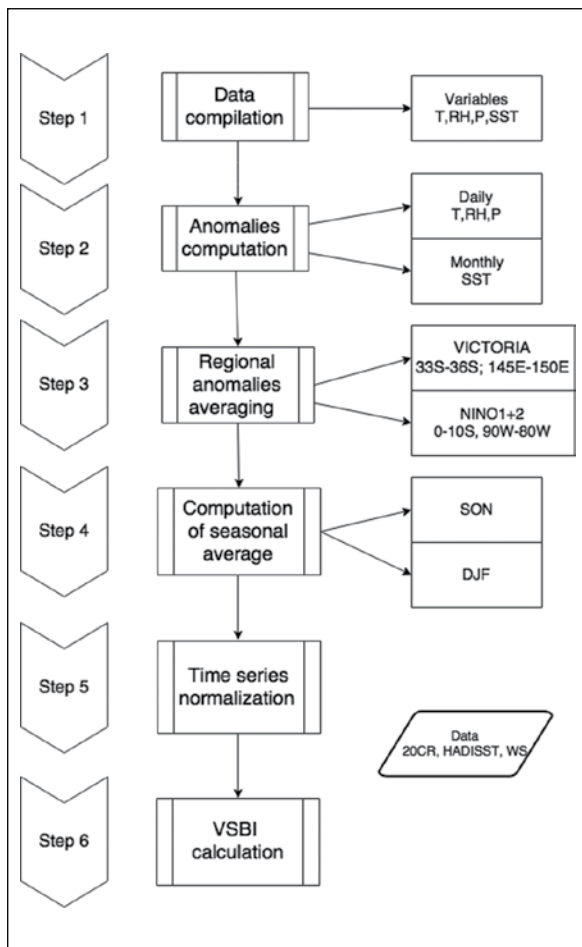 Step 1
Data
compilation
Variables
T,RH,P,SST
Step 2
Anomalies
computation
Daily
T,RH,P
Monthly
SST
Step 3
Regional
anomalies
averaging
VICTORIA
33S-36S; 145E-150E
NINO1+2
0-10S, 90W-80W
Step 4
Computation
of seasonal
average
SON
DJF
Step 5
Time series
normalization
Data
20CR, HADISST, WS
Step 6
VSBI
calculation